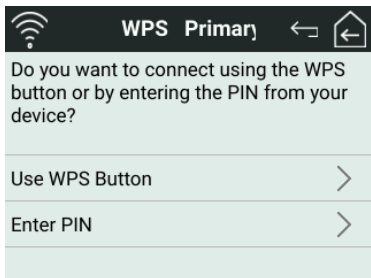 WPS Primary
Do you want to connect using the WPS
button or by entering the PIN from your
device?
Use WPS Button
Enter PIN